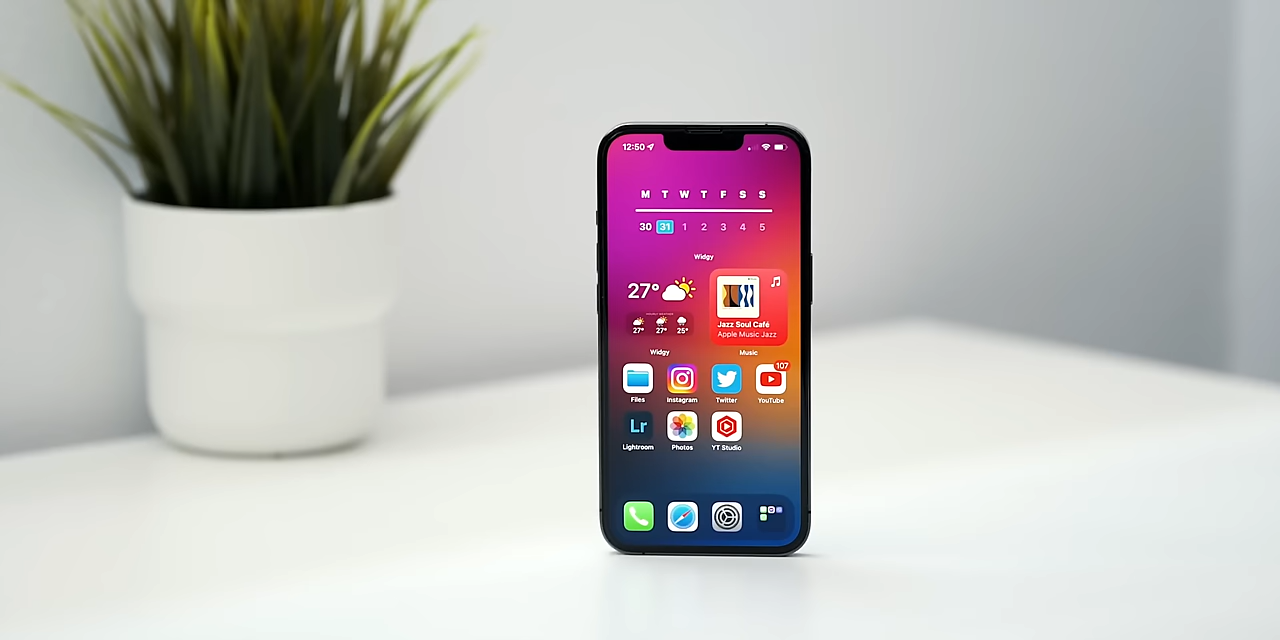 12:50
M T W T F S S
30 31 1 2 3 4 5
Widgy
27°
27° 27° 25°
Jazz Soul Café
Apple Music Jazz
Widgy
Music
107
Files
Instagram
Twitter
YouTube
Lr
Lightroom
Photos
YT Studio